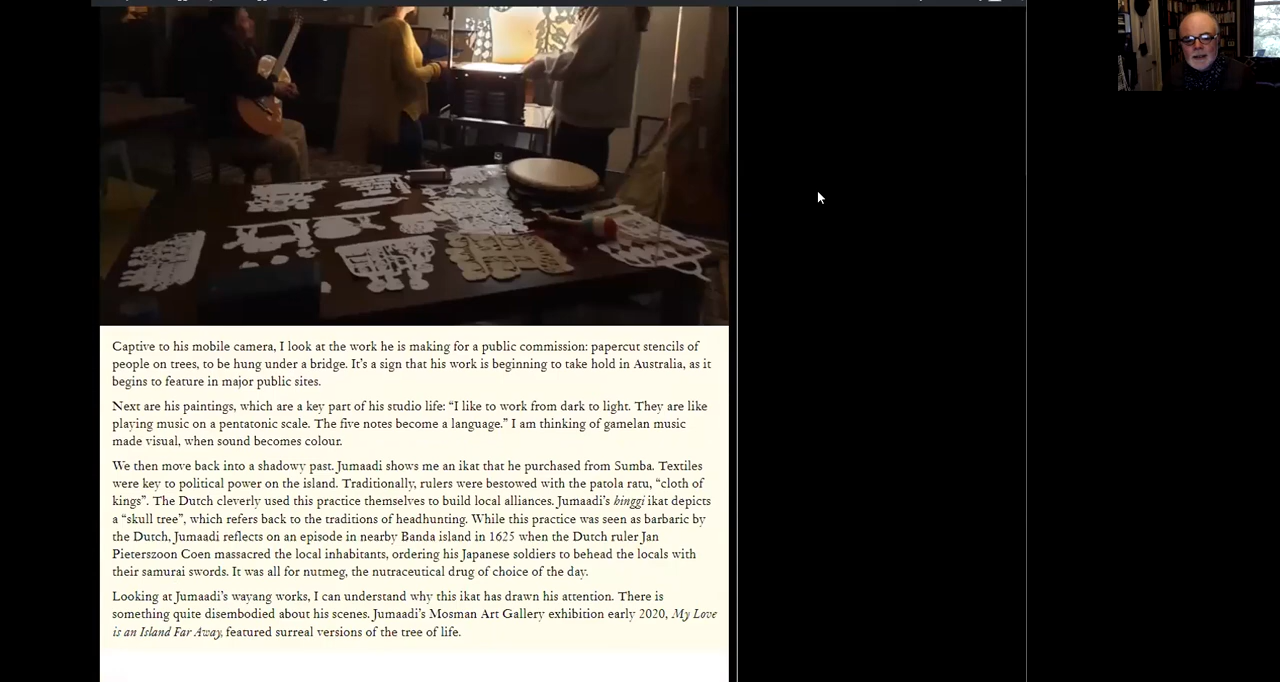 Captive to his mobile camera, I look at the work he is making for a public commission: papercut stencils of
people on trees, to be hung under a bridge. It’s a sign that his work is beginning to take hold in Australia, as it
begins to feature in major public sites.
Next are his paintings, which are a key part of his studio life: “I like to work from dark to light. They are like
playing music on a pentatonic scale. The five notes become a language.” I am thinking of gamelan music
made visual, when sound becomes colour.
We then move back into a shadowy past. Jumaadi shows me an ikat that he purchased from Sumba. Textiles
were key to political power on the island. Traditionally, rulers were bestowed with the patola ratu, “cloth of
kings”. The Dutch cleverly used this practice themselves to build local alliances. Jumaadi’s hinggi ikat depicts
a “skull tree”, which refers back to the traditions of headhunting. While this practice was seen as barbaric by
the Dutch, Jumaadi reflects on an episode in nearby Banda island in 1625 when the Dutch ruler Jan
Pieterszoon Coen massacred the local inhabitants, ordering his Japanese soldiers to behead the locals with
their samurai swords. It was all for nutmeg, the nutraceutical drug of choice of the day.
Looking at Jumaadi’s wayang works, I can understand why this ikat has drawn his attention. There is
something quite disembodied about his scenes. Jumaadi’s Mosman Art Gallery exhibition early 2020, My Love
is an Island Far Away, featured surreal versions of the tree of life.